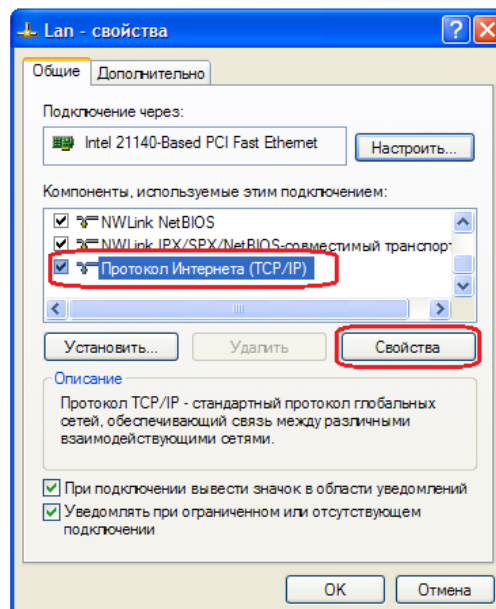 Lan - свойства
Общие
Дополнительно
Подключение через:
Intel 21140-Based PCI Fast Ethernet
Настроить...
Компоненты, используемые этим подключением:
NWLink NetBIOS
NWLink IPX/SPX/NetBIOS-совместимый транспор
Протокол Интернета (TCP/IP)
Установить...
Удалить
Свойства
Описание
Протокол TCP/IP - стандартный протокол глобальных
сетей, обеспечивающий связь между различными
взаимодействующими сетями.
При подключении вывести значок в области уведомлений
Уведомлять при ограниченном или отсутствующем
подключении
OK
Отмена